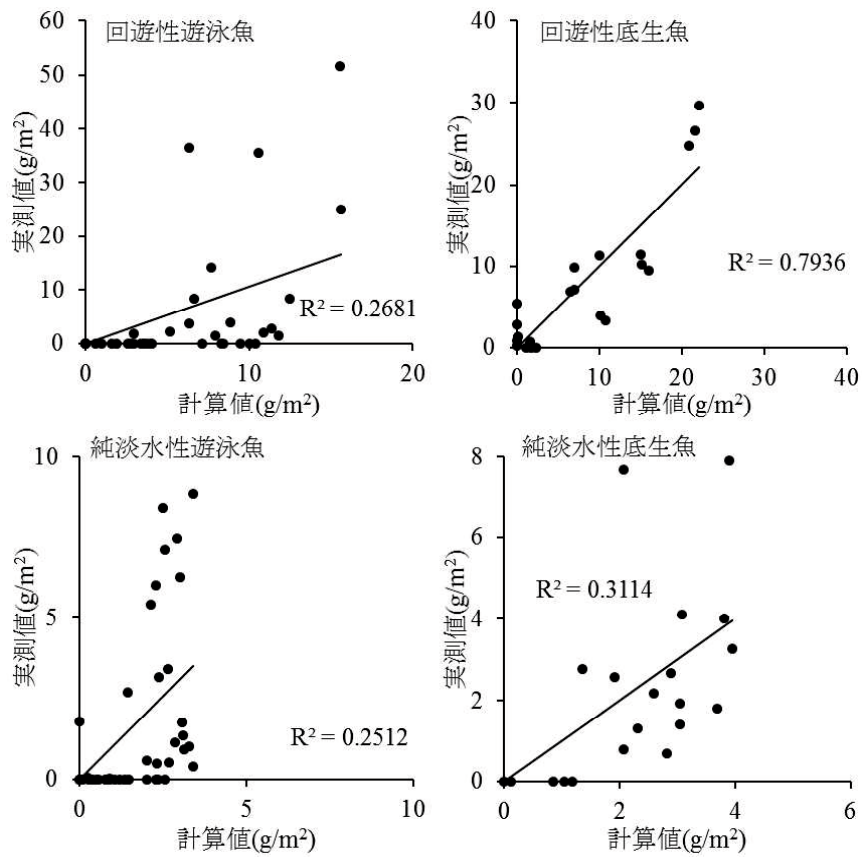 回遊性遊泳魚
60
50
40
30
20
10
0
実測値(g/m²)
R² = 0.2681
0 10 20
計算値(g/m²)
回遊性底生魚
40
30
20
10
0
実測値(g/m²)
R² = 0.7936
0 10 20 30 40
計算値(g/m²)
純淡水性遊泳魚
10
5
0
実測値(g/m²)
R² = 0.2512
0 5 10
計算値(g/m²)
純淡水性底生魚
8
6
4
2
0
実測値(g/m²)
R² = 0.3114
0 2 4 6
計算値(g/m²)